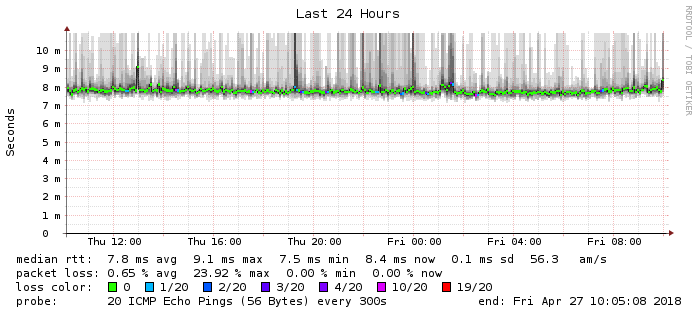 Last 24 Hours
RRDTOOL / TOBI OETIKER
Seconds
10 m
9 m
8 m
7 m
6 m
5 m
4 m
3 m
2 m
1 m
0
Thu 12:00 Thu 16:00 Thu 20:00 Fri 00:00 Fri 04:00 Fri 08:00
median rtt: 7.8 ms avg 9.1 ms max 7.5 ms min 8.4 ms now 0.1 ms sd 56.3 am/s
packet loss: 0.65 % avg 23.92 % max 0.00 % min 0.00 % now
loss color: 0 1/20 2/20 3/20 4/20 10/20 19/20
probe: 20 ICMP Echo Pings (56 Bytes) every 300s end: Fri Apr 27 10:05:08 2018